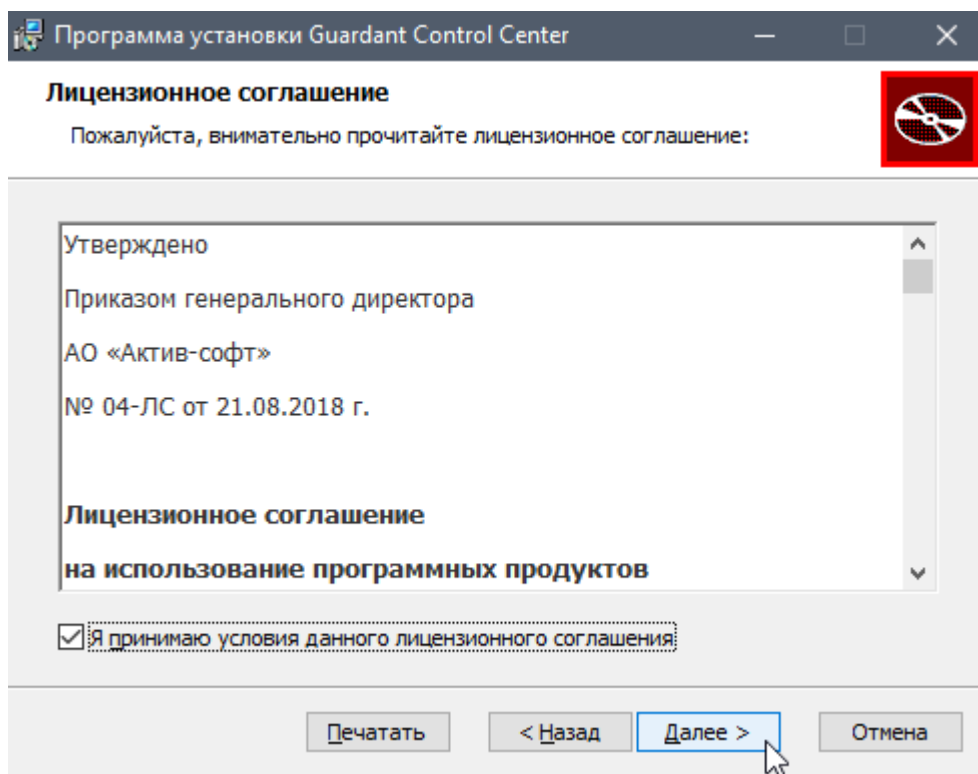 Программа установки Guardant Control Center
Лицензионное соглашение
Пожалуйста, внимательно прочитайте лицензионное соглашение:
Утверждено
Приказом генерального директора
АО «Актив-софт»
№ 04-ЛС от 21.08.2018 г.
Лицензионное соглашение
на использование программных продуктов
Я принимаю условия данного лицензионного соглашения
Печатать
< Назад
Далее >
Отмена